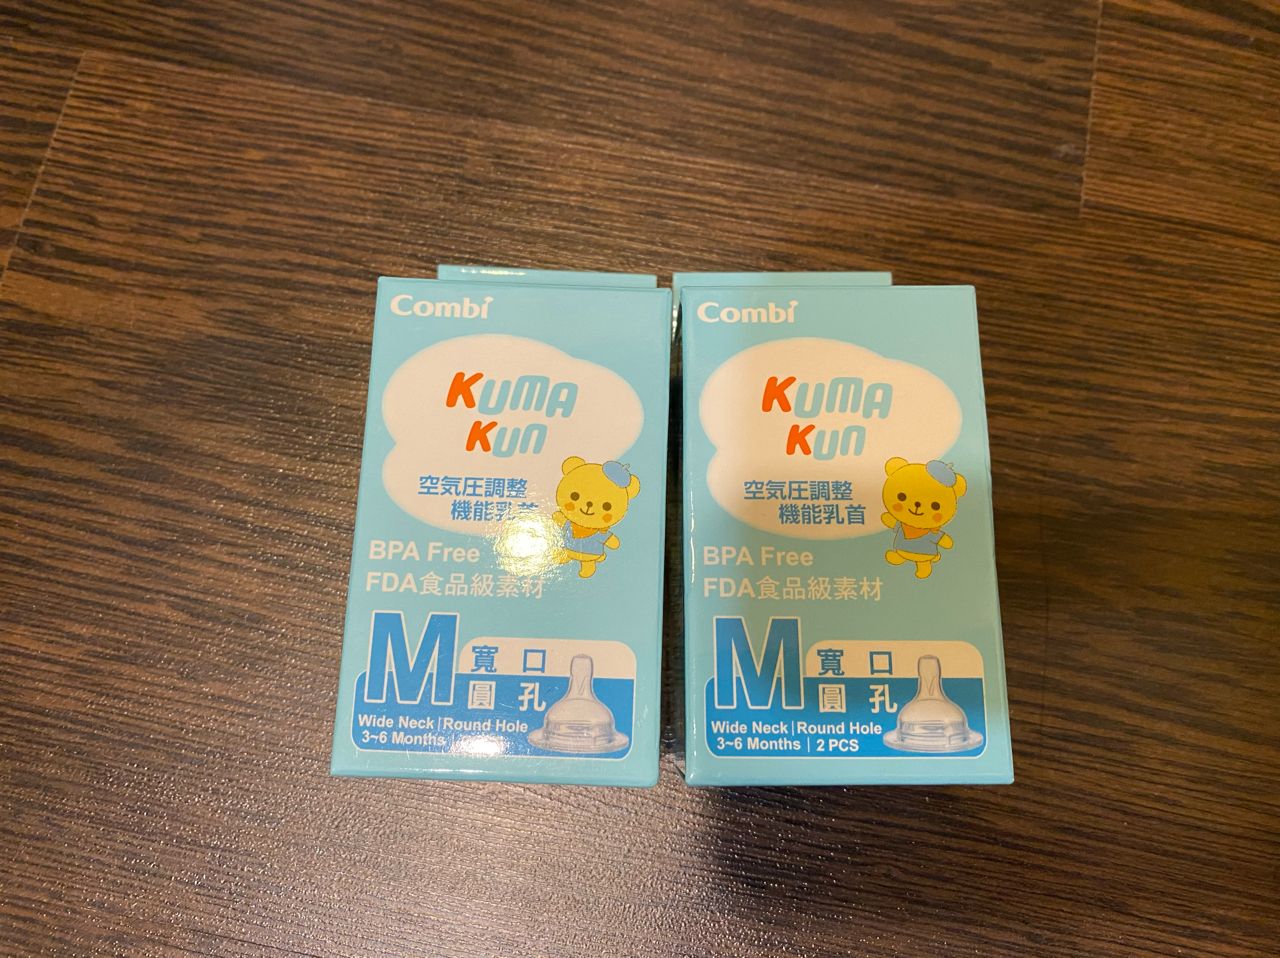 Combi
KUMA
KUN
空気圧調整
機能乳首
BPA Free
FDA食品級素材
M
寬口
圓孔
Wide Neck | Round Hole
3~6 Months |
Combi
KUMA
KUN
空気圧調整
機能乳首
BPA Free
FDA食品級素材
M
寬口
圓孔
Wide Neck | Round Hole
3~6 Months | 2 PCS